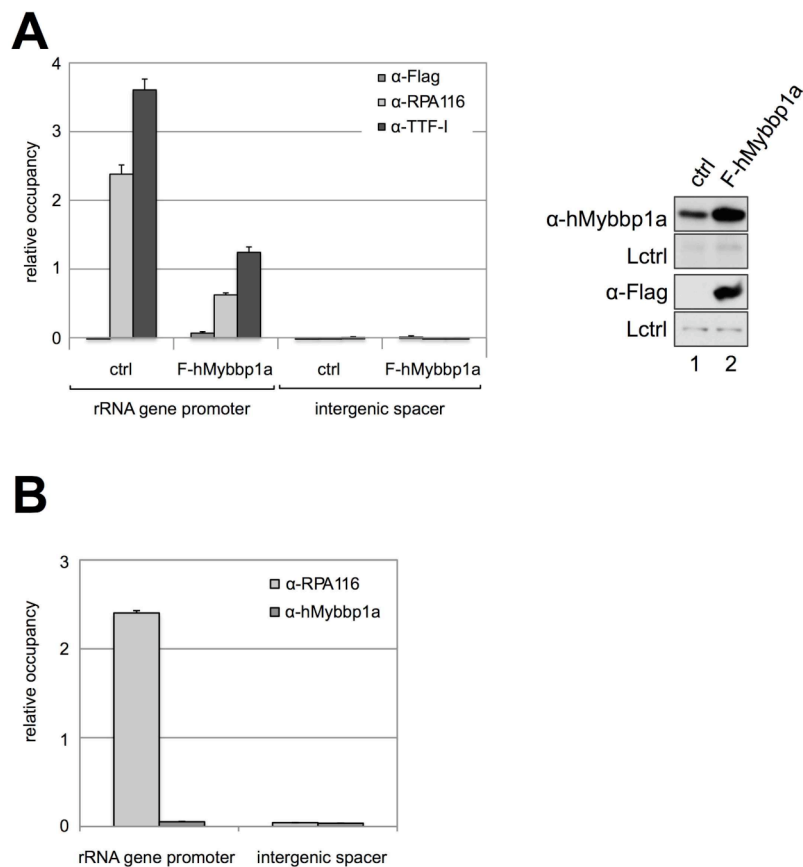 A
4
3
2
1
0
relative occupancy
α-Flag
α-RPA116
α-TTF-I
ctrl F-hMybbp1a ctrl F-hMybbp1a
rRNA gene promoter intergenic spacer
ctrl
F-hMybbp1a
α-hMybbp1a
Lctrl
α-Flag
Lctrl
1 2
B
3
2
1
0
relative occupancy
α-RPA116
α-hMybbp1a
rRNA gene promoter intergenic spacer